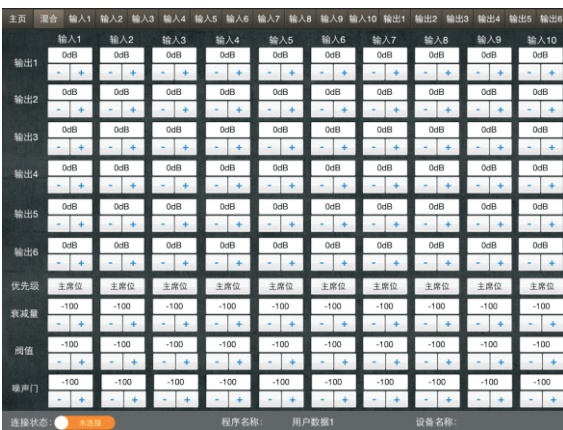 主页 混合 输入1 输入2 输入3 输入4 输入5 输入6 输入7 输入8 输入9 输入10 输出1 输出2 输出3 输出4 输出5 输出6
输入1 输入2 输入3 输入4 输入5 输入6 输入7 输入8 输入9 输入10
0dB 0dB 0dB 0dB 0dB 0dB 0dB 0dB 0dB 0dB
输出1
- + - + - + - + - + - + - + - + - + - +
0dB 0dB 0dB 0dB 0dB 0dB 0dB 0dB 0dB 0dB
输出2
- + - + - + - + - + - + - + - + - + - +
0dB 0dB 0dB 0dB 0dB 0dB 0dB 0dB 0dB 0dB
输出3
- + - + - + - + - + - + - + - + - + - +
0dB 0dB 0dB 0dB 0dB 0dB 0dB 0dB 0dB 0dB
输出4
- + - + - + - + - + - + - + - + - + - +
0dB 0dB 0dB 0dB 0dB 0dB 0dB 0dB 0dB 0dB
输出5
- + - + - + - + - + - + - + - + - + - +
0dB 0dB 0dB 0dB 0dB 0dB 0dB 0dB 0dB 0dB
输出6
- + - + - + - + - + - + - + - + - + - +
优先级 主席位 主席位 主席位 主席位 主席位 主席位 主席位 主席位 主席位 主席位
-100 -100 -100 -100 -100 -100 -100 -100 -100 -100
衰减量
- + - + - + - + - + - + - + - + - + - +
-100 -100 -100 -100 -100 -100 -100 -100 -100 -100
阀值
- + - + - + - + - + - + - + - + - + - +
-100 -100 -100 -100 -100 -100 -100 -100 -100 -100
噪声门
- + - + - + - + - + - + - + - + - + - +
连接状态: 未连接 程序名称: 用户数据1 设备名称: